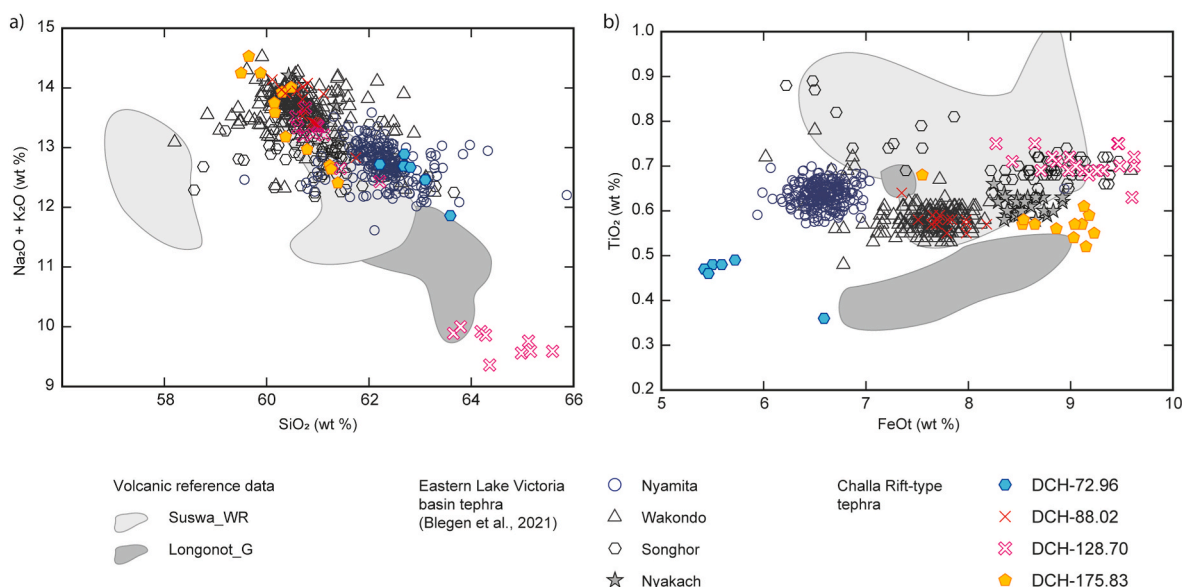 a)
15
14
13
12
11
10
9
Na₂O + K₂O (wt %)
58
60
62
64
66
SiO₂ (wt %)
b)
1.0
0.9
0.8
0.7
0.6
0.5
0.4
0.3
0.2
TiO₂ (wt %)
5
6
7
8
9
10
FeOt (wt %)
Volcanic reference data
Suswa_WR
Longonot_G
Eastern Lake Victoria
basin tephra
(Blegen et al., 2021)
Nyamita
Wakondo
Songhor
Nyakach
Challa Rift-type
tephra
DCH-72.96
DCH-88.02
DCH-128.70
DCH-175.83